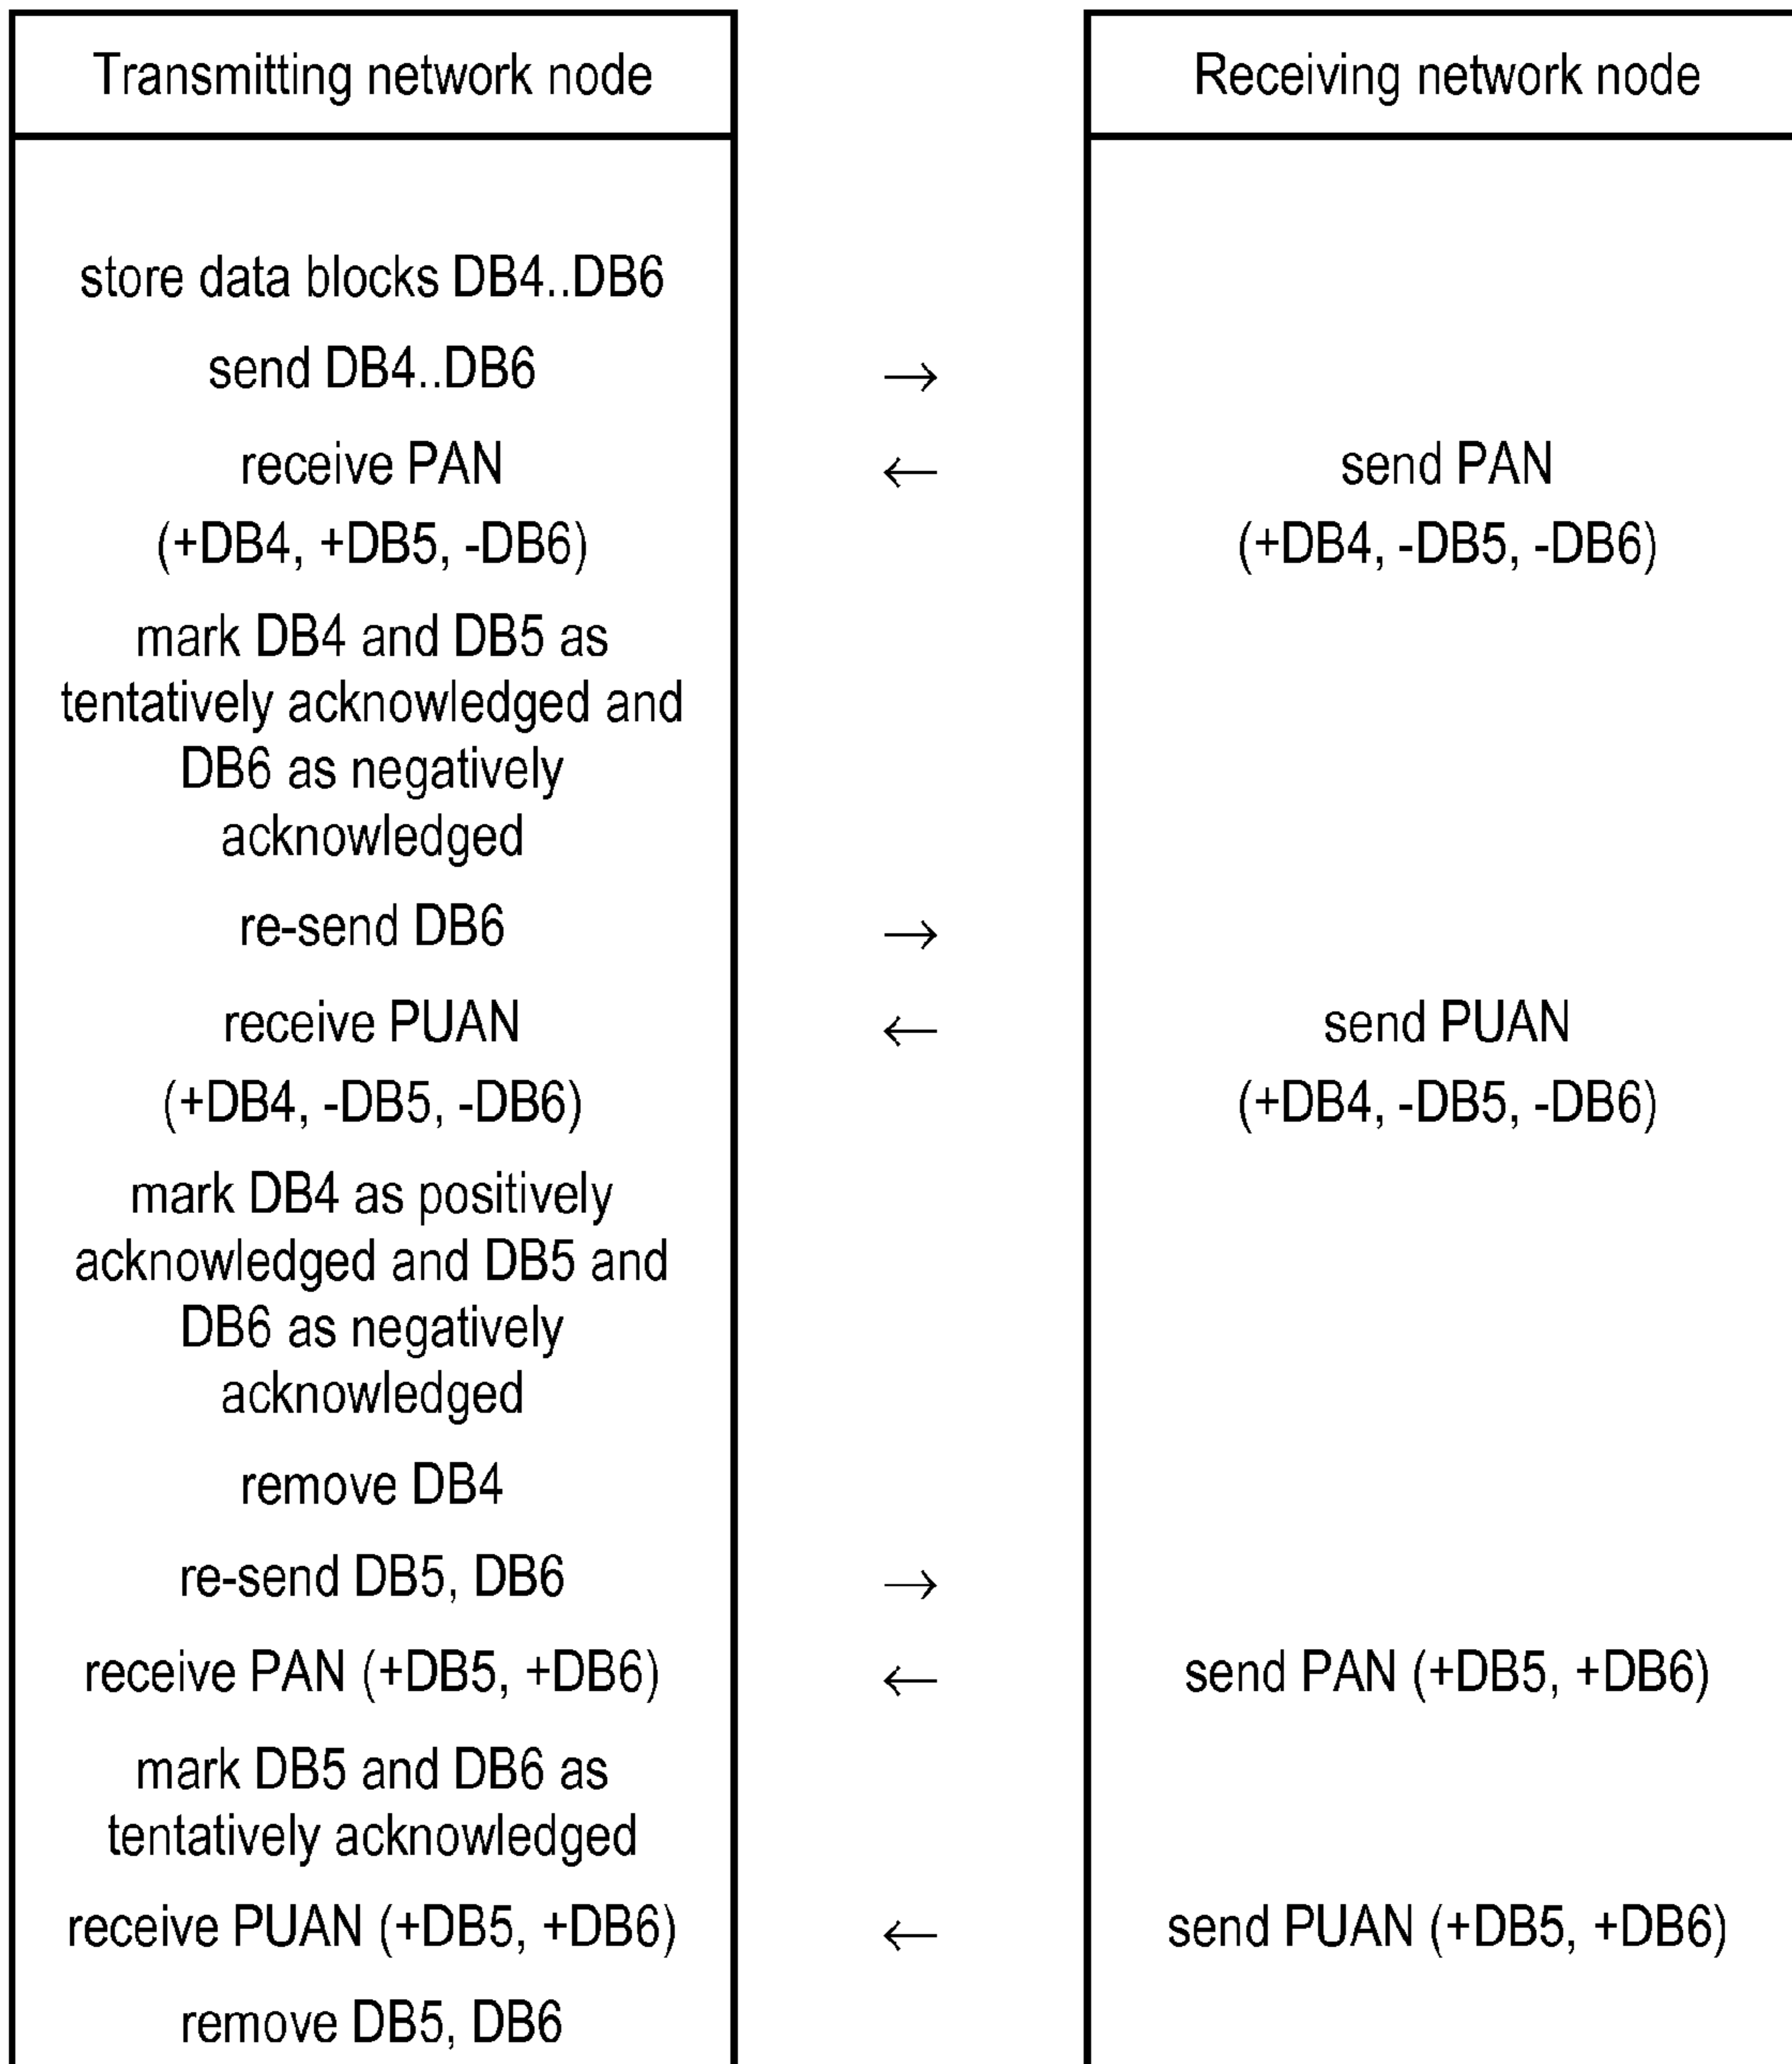 Transmitting network node
Receiving network node
store data blocks DB4..DB6
send DB4..DB6
→
receive PAN
←
send PAN
(+DB4, +DB5, -DB6)
(+DB4, -DB5, -DB6)
mark DB4 and DB5 as
tentatively acknowledged and
DB6 as negatively
acknowledged
re-send DB6
→
receive PUAN
←
send PUAN
(+DB4, -DB5, -DB6)
(+DB4, -DB5, -DB6)
mark DB4 as positively
acknowledged and DB5 and
DB6 as negatively
acknowledged
remove DB4
re-send DB5, DB6
→
receive PAN (+DB5, +DB6)
←
send PAN (+DB5, +DB6)
mark DB5 and DB6 as
tentatively acknowledged
receive PUAN (+DB5, +DB6)
←
send PUAN (+DB5, +DB6)
remove DB5, DB6